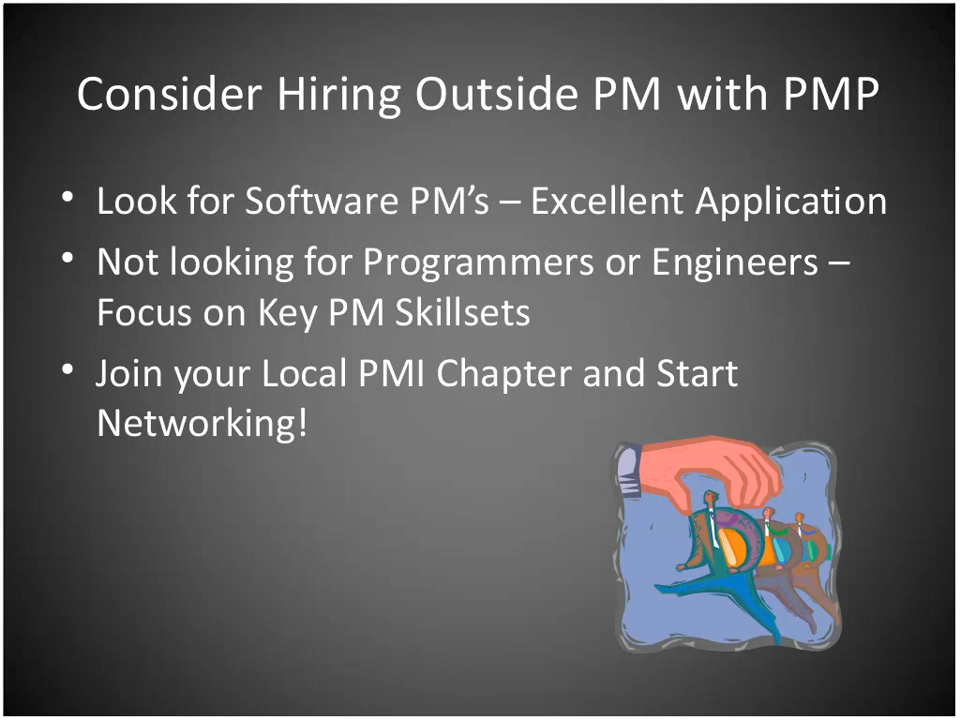 Consider Hiring Outside PM with PMP
• Look for Software PM’s – Excellent Application
• Not looking for Programmers or Engineers –
Focus on Key PM Skillsets
• Join your Local PMI Chapter and Start
Networking!